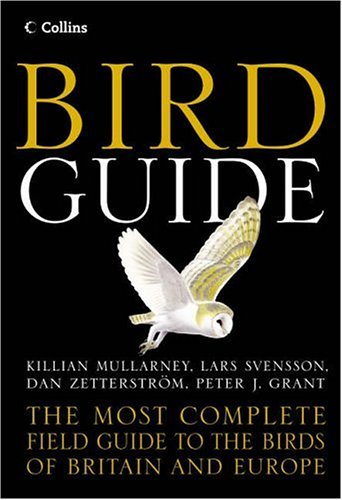 Collins
BIRD
GUIDE
KILLIAN MULLARNEY, LARS SVENSSON,
DAN ZETTERSTRÖM, PETER J. GRANT
THE MOST COMPLETE
FIELD GUIDE TO THE BIRDS
OF BRITAIN AND EUROPE